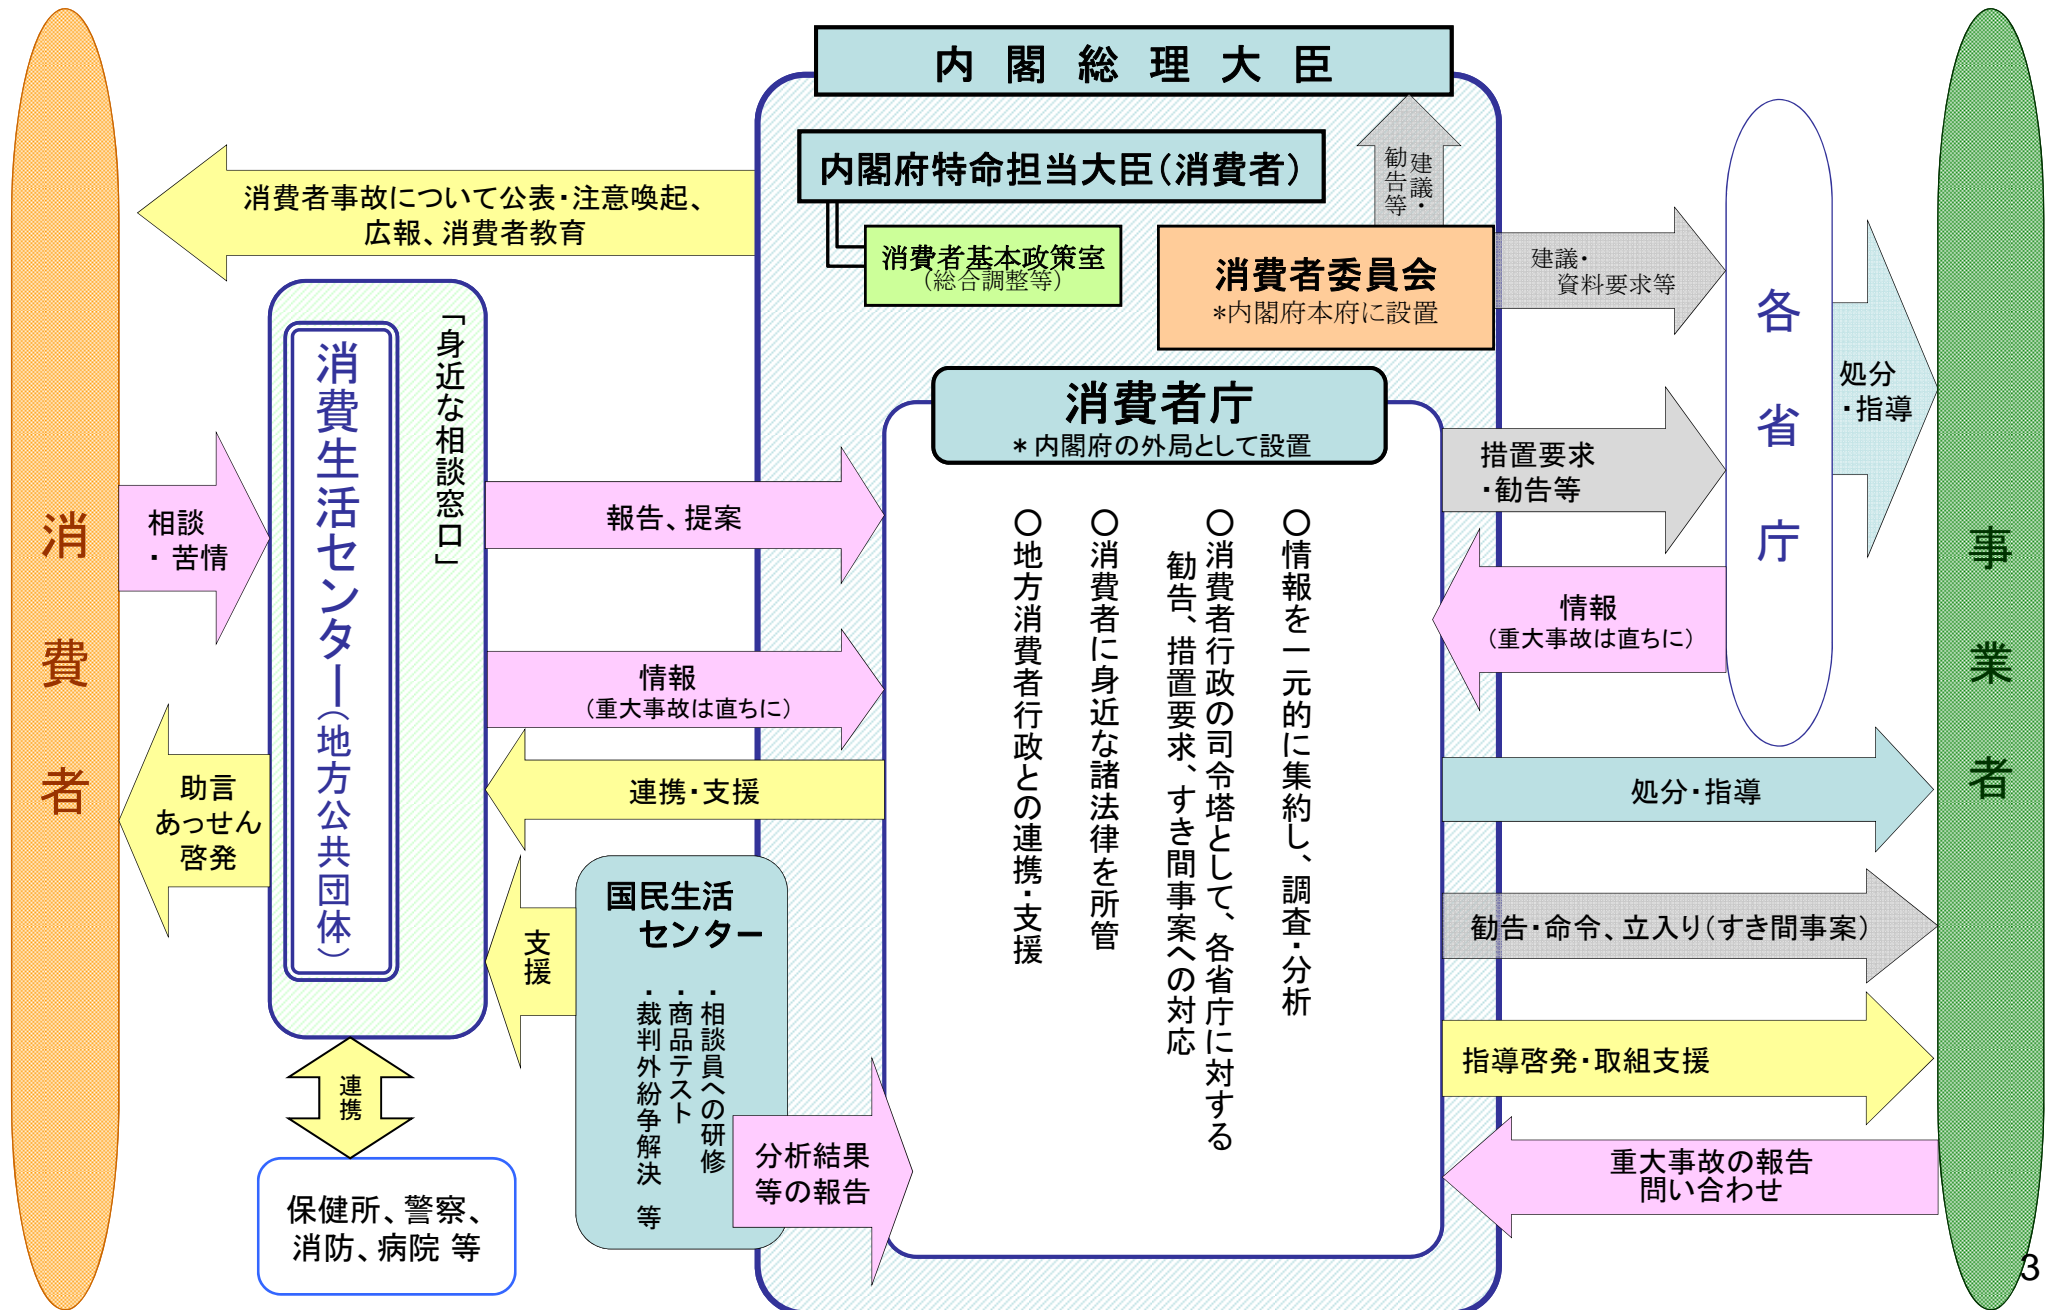 内閣総理大臣
内閣府特命担当大臣(消費者)
勧告等
建議・
消費者基本政策室
(総合調整等)
消費者委員会
*内閣府本府に設置
建議・
資料要求等
消費者事故について公表・注意喚起、
広報、消費者教育
消費者
相談
・苦情
助言
あっせん
啓発
「身近な相談窓口」
消費生活センター(地方公共団体)
連携
保健所、警察、
消防、病院 等
報告、提案
情報
(重大事故は直ちに)
連携・支援
支援
国民生活
センター
・相談員への研修
・商品テスト
・裁判外紛争解決 等
分析結果
等の報告
消費者庁
*内閣府の外局として設置
○情報を一元的に集約し、調査・分析
○消費者行政の司令塔として、各省庁に対する
勧告、措置要求、すき間事案への対応
○消費者に身近な諸法律を所管
○地方消費者行政との連携・支援
措置要求
・勧告等
情報
(重大事故は直ちに)
各省庁
処分
・指導
処分・指導
勧告・命令、立入り(すき間事案)
指導啓発・取組支援
重大事故の報告
問い合わせ
事業者
3